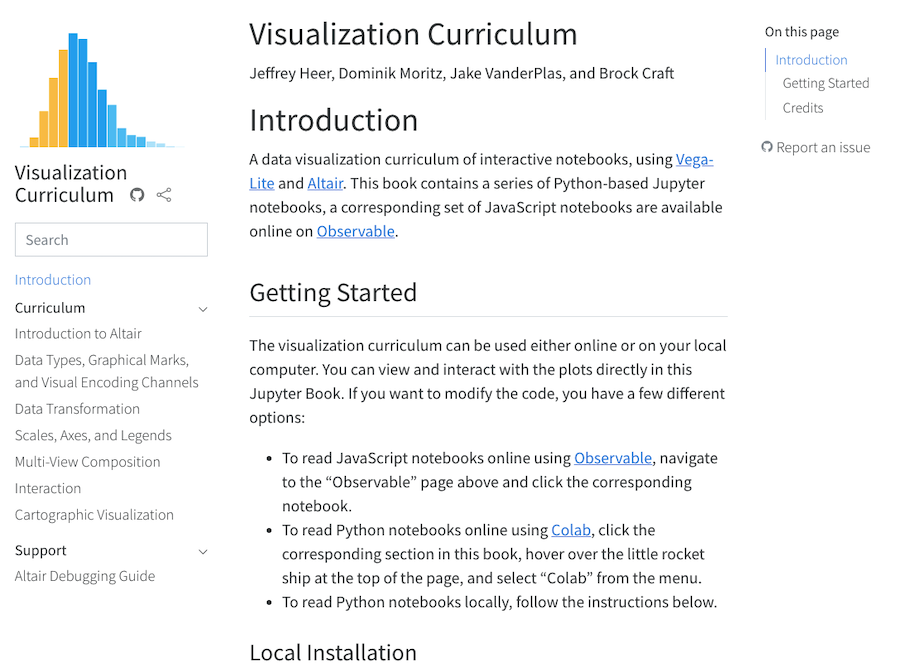 Visualization
Curriculum
Search
Introduction
Curriculum
Introduction to Altair
Data Types, Graphical Marks,
and Visual Encoding Channels
Data Transformation
Scales, Axes, and Legends
Multi-View Composition
Interaction
Cartographic Visualization
Support
Altair Debugging Guide
Visualization Curriculum
Jeffrey Heer, Dominik Moritz, Jake VanderPlas, and Brock Craft
Introduction
A data visualization curriculum of interactive notebooks, using Vega-
Lite and Altair. This book contains a series of Python-based Jupyter
notebooks, a corresponding set of JavaScript notebooks are available
online on Observable.
Getting Started
The visualization curriculum can be used either online or on your local
computer. You can view and interact with the plots directly in this
Jupyter Book. If you want to modify the code, you have a few different
options:
• To read JavaScript notebooks online using Observable, navigate
to the “Observable” page above and click the corresponding
notebook.
• To read Python notebooks online using Colab, click the
corresponding section in this book, hover over the little rocket
ship at the top of the page, and select “Colab” from the menu.
• To read Python notebooks locally, follow the instructions below.
Local Installation
On this page
Introduction
Getting Started
Credits
Report an issue